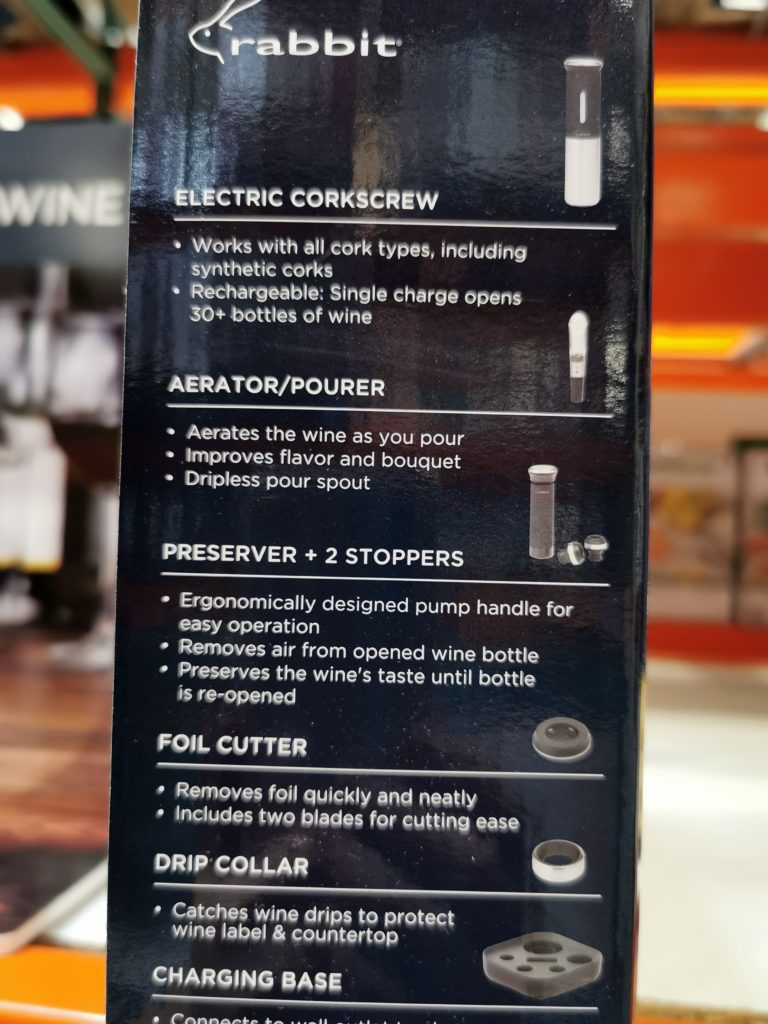 rabbit
WINE
ELECTRIC CORKSCREW
• Works with all cork types, including
synthetic corks
• Rechargeable: Single charge opens
30+ bottles of wine
AERATOR/POURER
• Aerates the wine as you pour
• Improves flavor and bouquet
• Dripless pour spout
PRESERVER + 2 STOPPERS
• Ergonomically designed pump handle for
easy operation
• Removes air from opened wine bottle
• Preserves the wine's taste until bottle
is re-opened
FOIL CUTTER
• Removes foil quickly and neatly
• Includes two blades for cutting ease
DRIP COLLAR
• Catches wine drips to protect
wine label & countertop
CHARGING BASE
• Connects to wall outlet